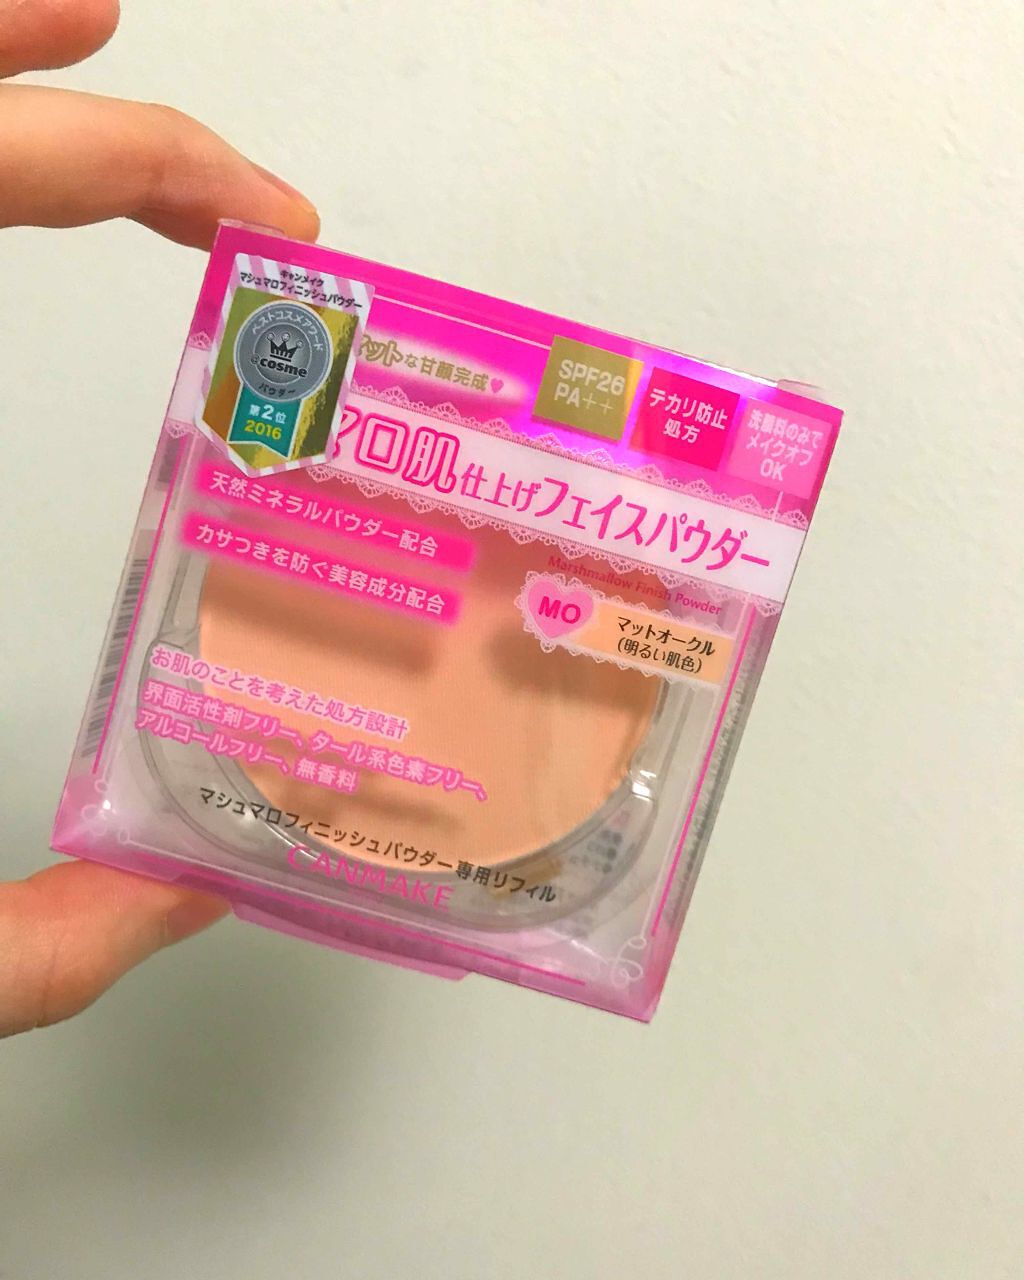 キャンメイク
マシュマロフィニッシュパウダー
ベストコスメアワード
@cosme
パウダー
第2位
2016
マットな甘顔完成♥
SPF26
PA++
テカリ防止
処方
洗顔料のみで
メイクオフ
OK
マロ肌仕上げフェイスパウダー
Marshmallow Finish Powder
天然ミネラルパウダー配合
カサつきを防ぐ美容成分配合
MO
マットオークル
(明るい肌色)
お肌のことを考えた処方設計
界面活性剤フリー、タール系色素フリー、
アルコールフリー、無香料
マシュマロフィニッシュパウダー専用リフィル
CANMAKE